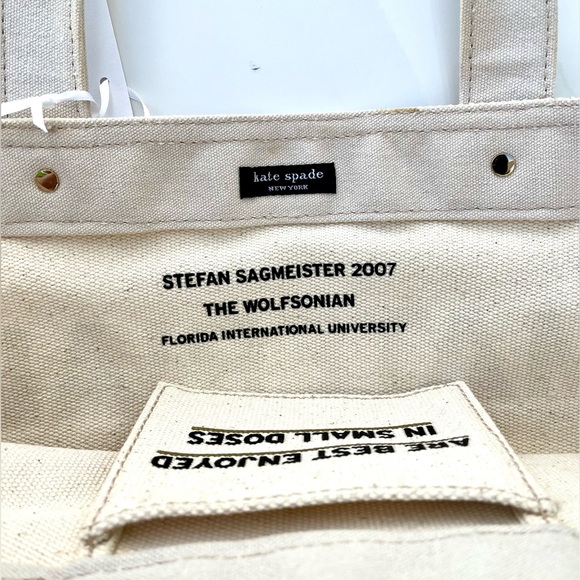 kate spade
NEW YORK
STEFAN SAGMEISTER 2007
THE WOLFSONIAN
FLORIDA INTERNATIONAL UNIVERSITY
ARE BEST ENJOYED
IN SMALL DOSES